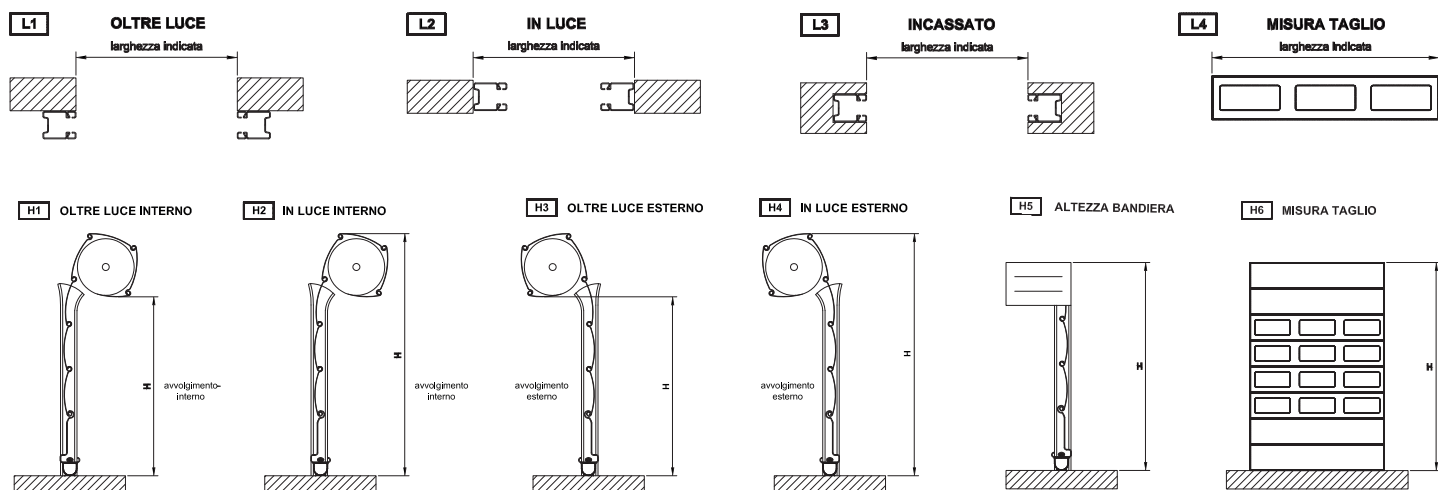 L1 OLTRE LUCE
larghezza indicata
L2 IN LUCE
larghezza indicata
L3 INCASSATO
larghezza indicata
L4 MISURA TAGLIO
larghezza indicata
H1 OLTRE LUCE INTERNO
H
avvolgimento-
interno
H2 IN LUCE INTERNO
H
avvolgimento
interno
H3 OLTRE LUCE ESTERNO
avvolgimento
esterno
H
H4 IN LUCE ESTERNO
avvolgimento
esterno
H
H5 ALTEZZA BANDIERA
H
H6 MISURA TAGLIO
H